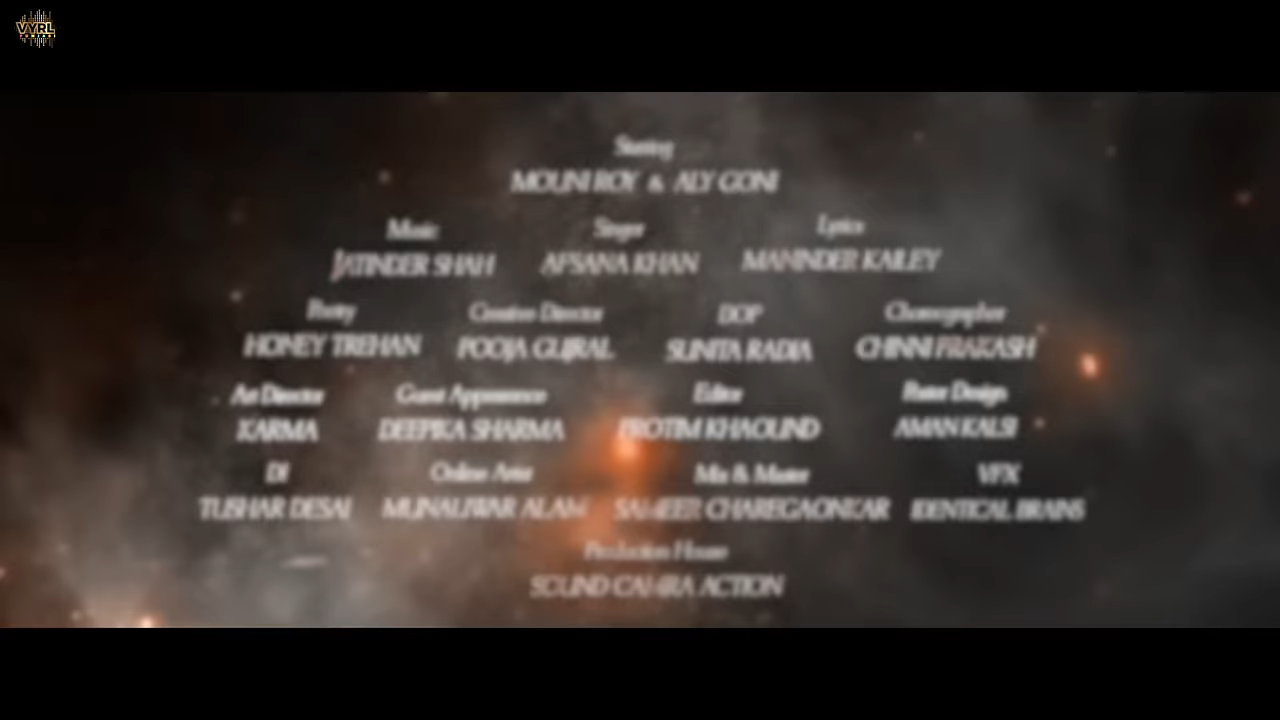 VYRL
PUNJABI
Starring
MOUNI ROY & ALY GONI
Music Singer Lyrics
JATINDER SHAH AFSANA KHAN MANINDER KAILEY
Poetry Creative Director DOP Choreographer
HONEY TREHAN POOJA GUJRAL SUNITA RADIA CHINNI PRAKASH
Art Director Guest Appearance Editor Poster Design
KARMA DEEPIKA SHARMA PROTIM KHAOUND AMAN KALSI
DI Online Artist Mix & Master VFX
TUSHAR DESAI MUNAUWAR ALAM SAMEER CHAREGAONKAR IDENTICAL BRAINS
Production House
SOUND CAMERA ACTION